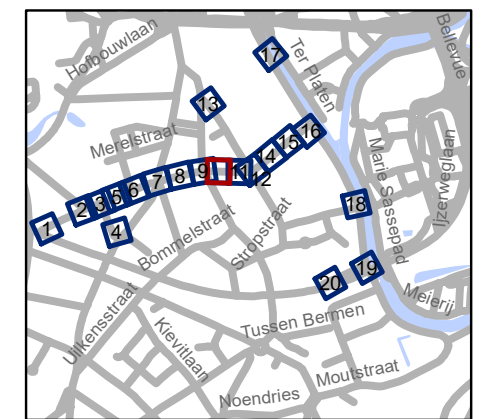 Hofbouwlaan
Ter Platen
Bellevue
17
13
Merelstraat
16
15
14
Marie Sassepad
Ijzerweglaan
11
12
9
8
7
6
5
3
2
1
4
18
Bommelstraat
Stropstraat
19
20
Meierij
Uilkensstraat
Kievitlaan
Tussen Bermen
Moutstraat
Noendries